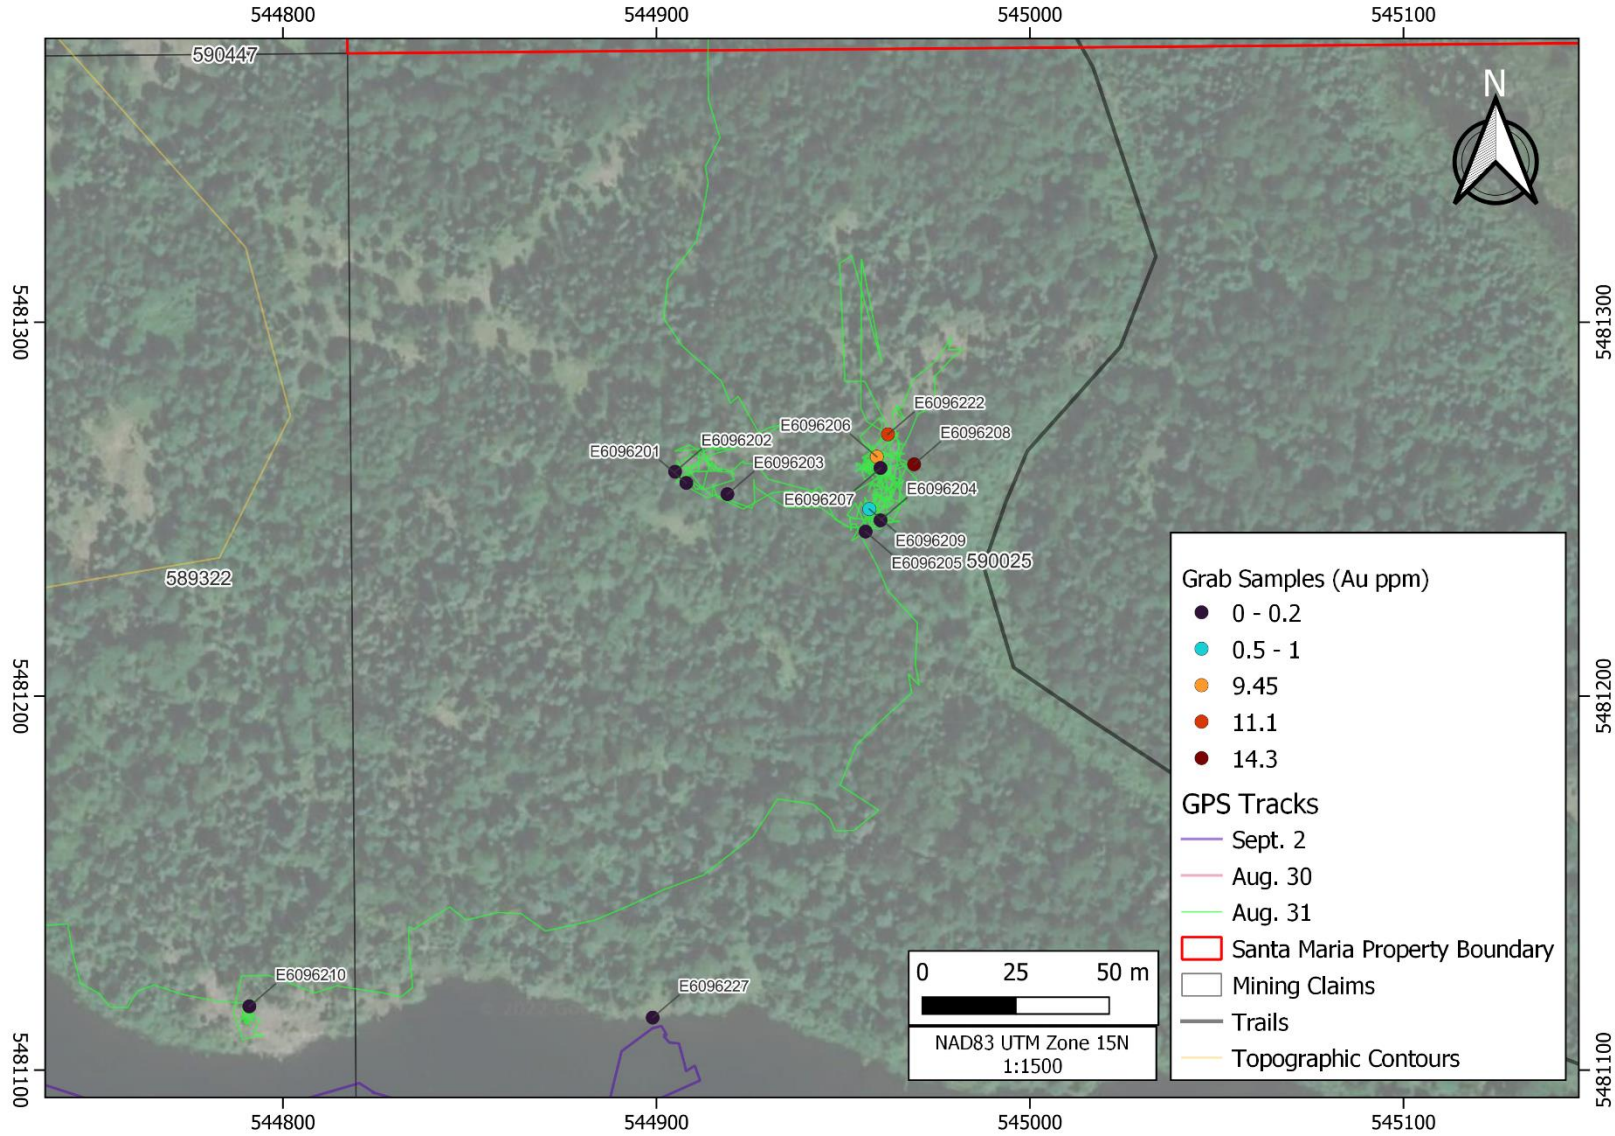 544800
544900
545000
545100
590447
N
5481300
5481300
E6096222
E6096206
E6096208
E6096202
E6096201
E6096203
E6096204
E6096207
E6096209
E6096205
590025
589322
Grab Samples (Au ppm)
0 - 0.2
0.5 - 1
9.45
11.1
14.3
GPS Tracks
Sept. 2
Aug. 30
Aug. 31
Santa Maria Property Boundary
Mining Claims
Trails
Topographic Contours
5481200
5481200
0 25 50 m
NAD83 UTM Zone 15N
1:1500
E6096210
E6096227
5481100
5481100
544800
544900
545000
545100